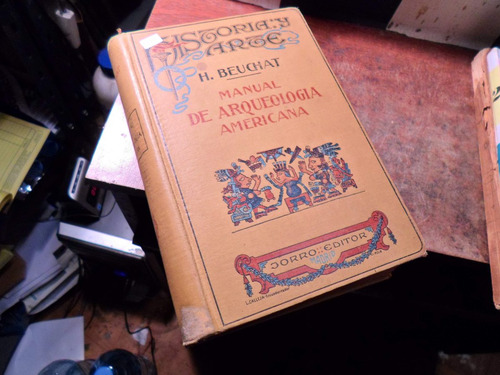 HISTORIA:Y
ARTE
H. BEUCHAT
MANUAL
DE ARQUEOLOGIA
AMERICANA
JORRO::EDITOR